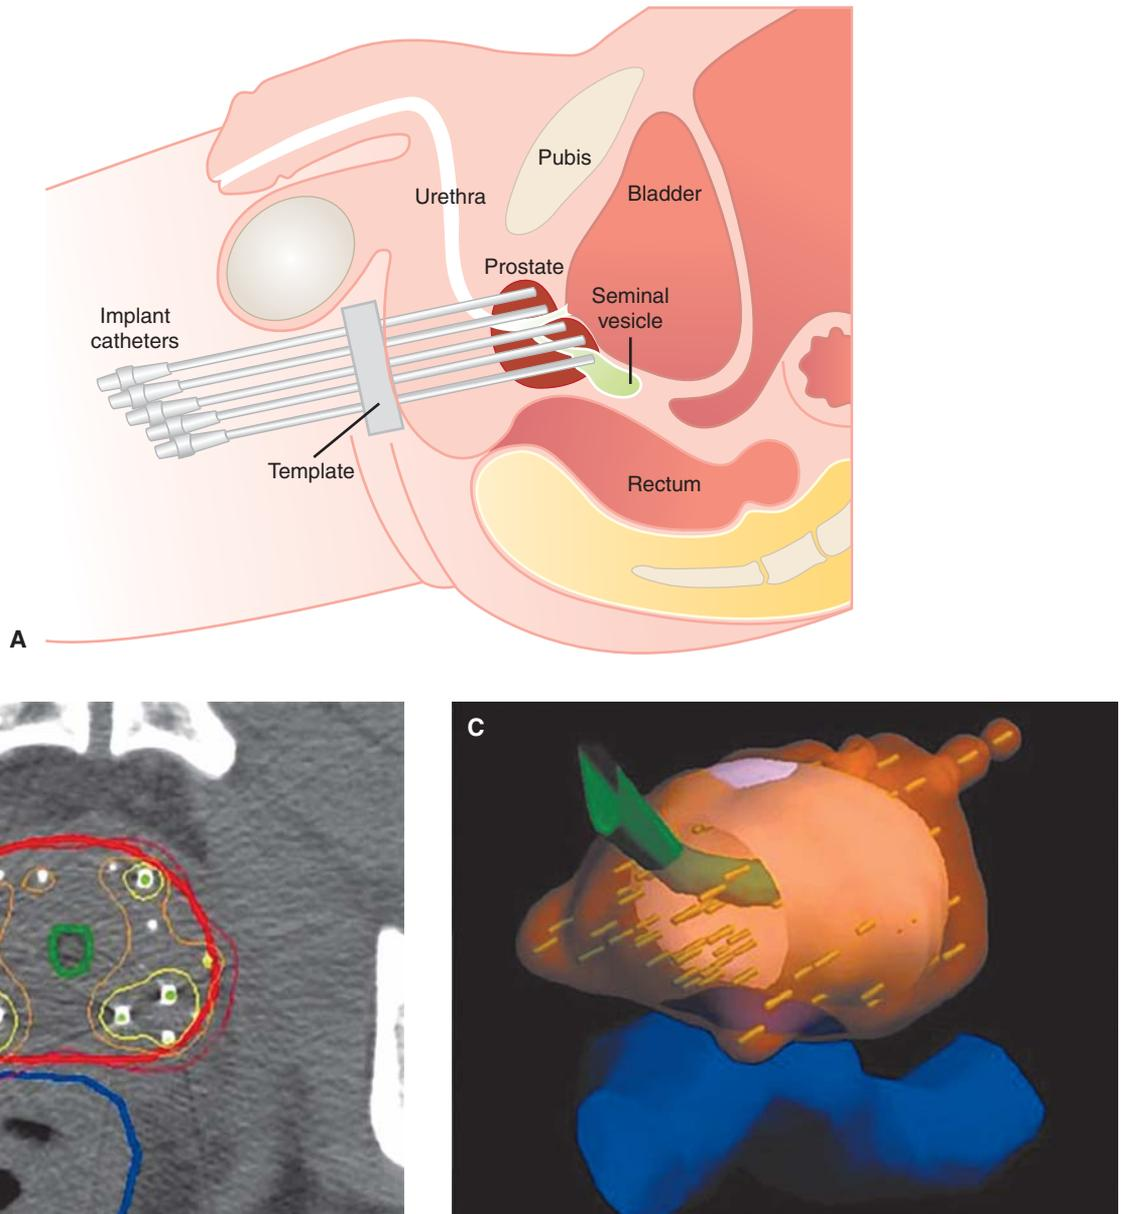 Pubis
Urethra
Bladder
Prostate
Seminal
vesicle
Implant
catheters
Template
Rectum
A
C